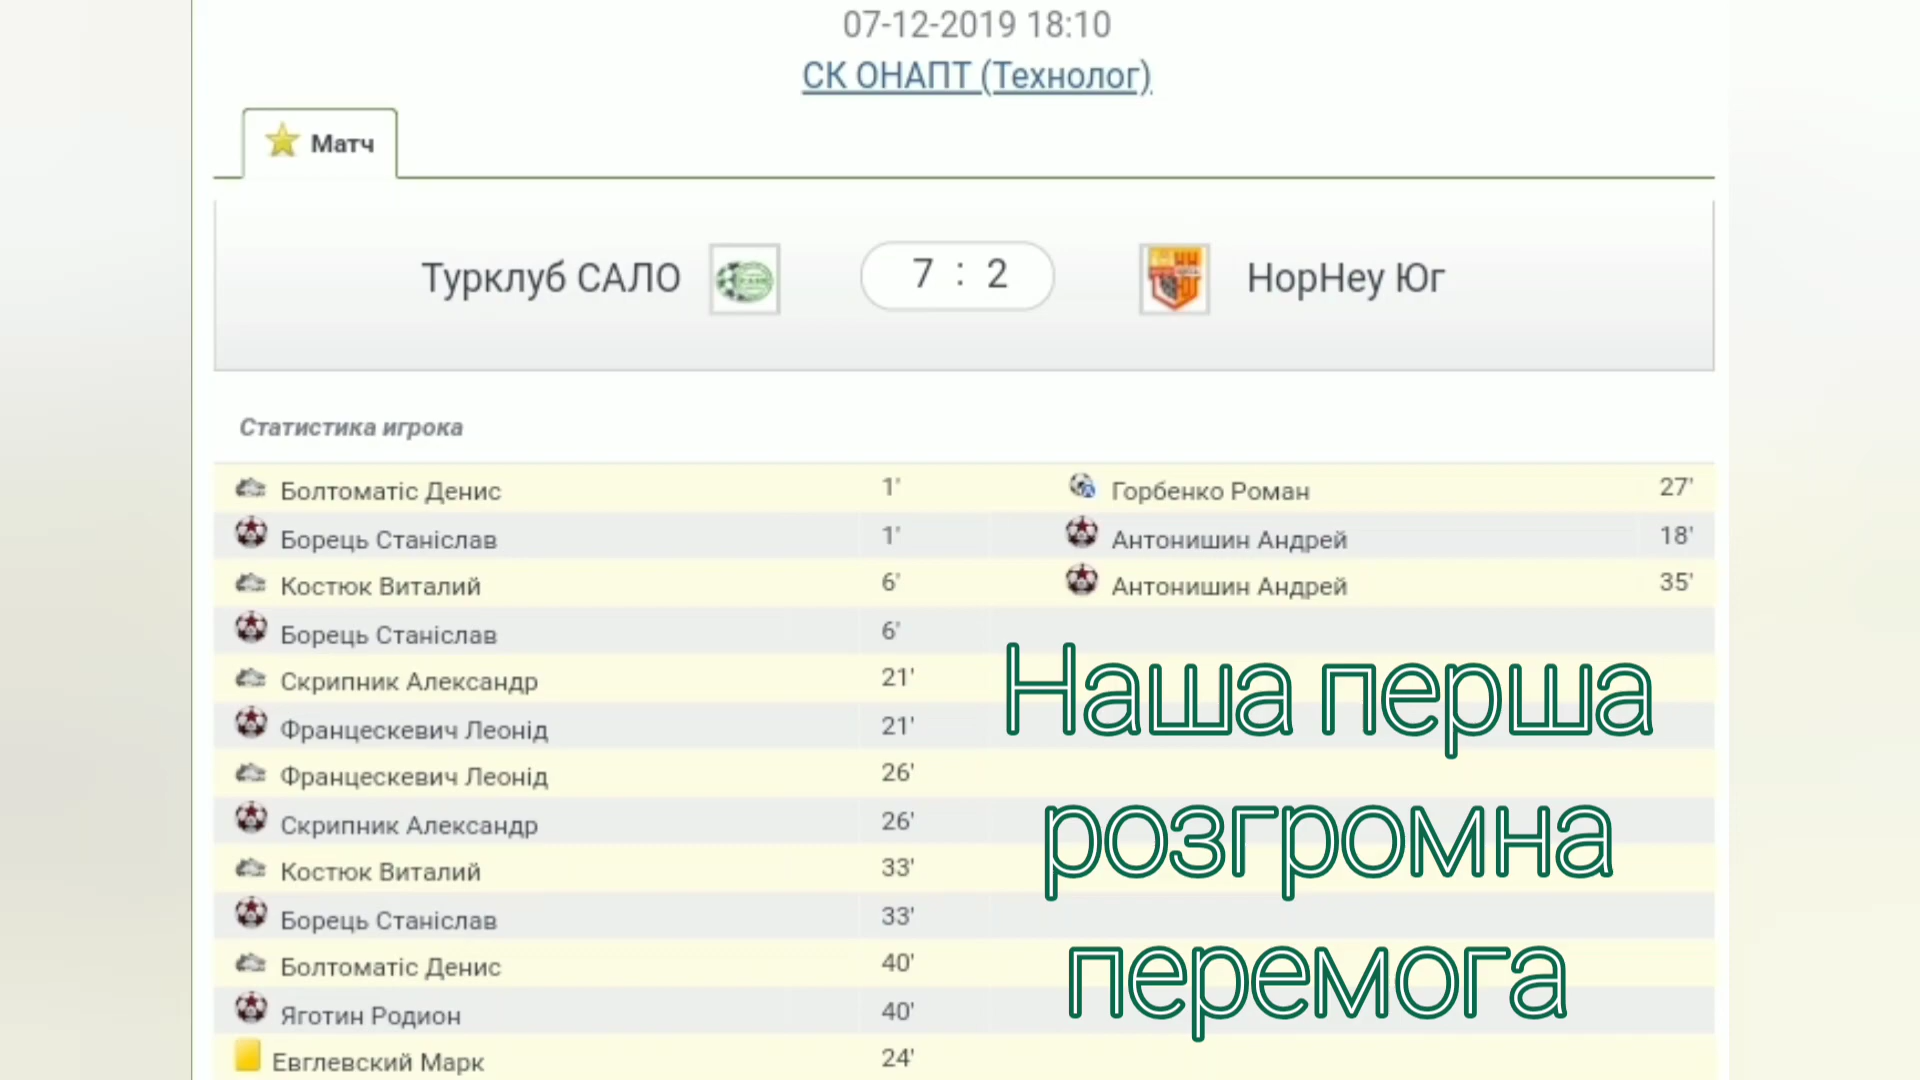 07-12-2019 18:10
СК ОНАПТ (Технолог)
Матч
Турклуб САЛО 7 : 2 НорНеу Юг
Статистика игрока
Болтоматіс Денис 1' Горбенко Роман 27'
Борець Станіслав 1' Антонишин Андрей 18'
Костюк Виталий 6' Антонишин Андрей 35'
Борець Станіслав 6'
Скрипник Александр 21'
Францескевич Леонід 21'
Францескевич Леонід 26'
Скрипник Александр 26'
Костюк Виталий 33'
Борець Станіслав 33'
Болтоматіс Денис 40'
Яготин Родион 40'
Евглевский Марк 24'
Наша перша
розгромна
перемога